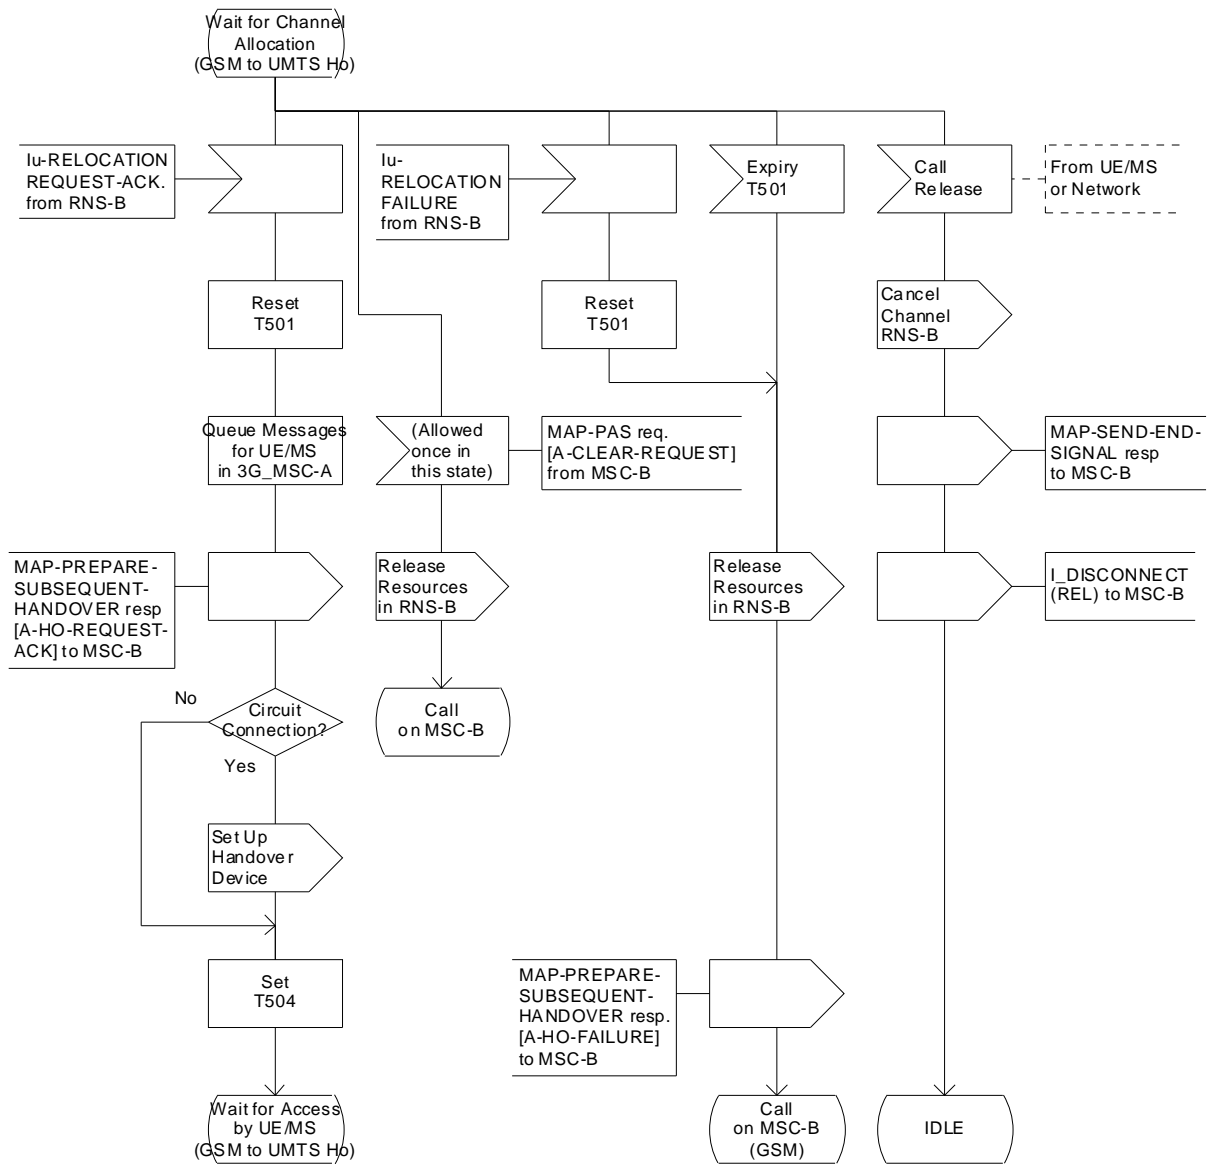 Wait for Channel
Allocation
(GSM to UMTS Ho)
Iu-RELOCATION
REQUEST-ACK.
from RNS-B
Iu-
RELOCATION
FAILURE
from RNS-B
Expiry
T501
Call
Release
From UE/MS
or Network
Reset
T501
Reset
T501
Cancel
Channel
RNS-B
Queue Messages
for UE/MS
in 3G_MSC-A
(Allowed
once in
this state)
MAP-PAS req.
[A-CLEAR-REQUEST]
from MSC-B
MAP-SEND-END-
SIGNAL resp
to MSC-B
MAP-PREPARE-
SUBSEQUENT-
HANDOVER resp
[A-HO-REQUEST-
ACK] to MSC-B
Release
Resources
in RNS-B
Release
Resources
in RNS-B
I_DISCONNECT
(REL) to MSC-B
No
Circuit
Connection?
Yes
Call
on MSC-B
Set Up
Handover
Device
Set
T504
MAP-PREPARE-
SUBSEQUENT-
HANDOVER resp.
[A-HO-FAILURE]
to MSC-B
Wait for Access
by UE/MS
(GSM to UMTS Ho)
Call
on MSC-B
(GSM)
IDLE